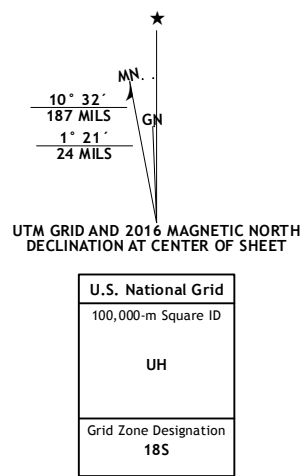 ★
MN
10° 32´
187 MILS
GN
1° 21´
24 MILS
UTM GRID AND 2016 MAGNETIC NORTH
DECLINATION AT CENTER OF SHEET
U.S. National Grid
100,000-m Square ID
UH
Grid Zone Designation
18S